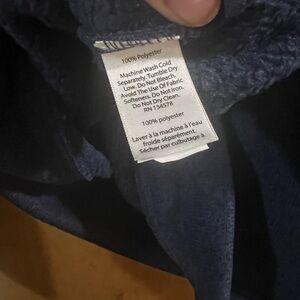 100% Polyester
Machine Wash Cold
Separately, Tumble Dry
Low. Do Not Bleach.
Avoid The Use Of Fabric
Softeners. Do Not Iron.
Do Not Dry Clean.
RN 134578
100% polyester
Laver à la machine à l'eau
froide séparément.
Sécher par culbutage à